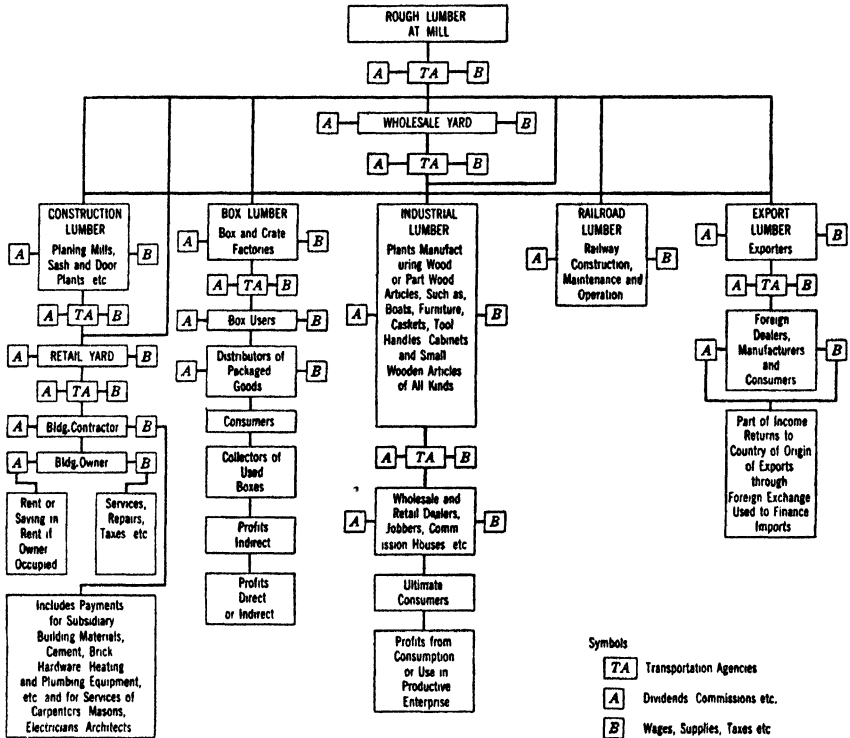 ROUGH LUMBER
AT MILL
A TA B
A WHOLESALE YARD B
A TA B
CONSTRUCTION
LUMBER
A Planing Mills, B
Sash and Door
Plants etc
A TA B
A RETAIL YARD B
A TA B
A Bldg.Contractor B
A Bldg.Owner B
Rent or
Saving in
Rent if
Owner
Occupied
Services,
Repairs,
Taxes etc
Includes Payments
for Subsidiary
Building Materials,
Cement, Brick
Hardware Heating
and Plumbing Equipment,
etc and for Services of
Carpenters Masons,
Electricians Architects
BOX LUMBER
A Box and Crate B
Factories
A TA B
A Box Users B
Distributors of
A Packaged B
Goods
Consumers
Collectors of
Used
Boxes
Profits
Indirect
Profits
Direct
or Indirect
INDUSTRIAL
LUMBER
Plants Manufact
uring Wood
or Part Wood
Articles, Such as,
Boats, Furniture,
A Caskets, Tool B
Handles Cabinets
and Small
Wooden Articles
of All Kinds
A TA B
Wholesale and
Retail Dealers,
A Jobbers, Comm B
ission Houses etc
Ultimate
Consumers
Profits from
Consumption
or Use in
Productive
Enterprise
RAILROAD
LUMBER
A Railway B
Construction,
Maintenance and
Operation
EXPORT
A LUMBER B
Exporters
A TA B
Foreign
Dealers,
A Manufacturers B
and
Consumers
Part of Income
Returns to
Country of Origin
of Exports
through
Foreign Exchange
Used to Finance
Imports
Symbols
TA Transportation Agencies
A Dividends Commissions etc.
B Wages, Supplies, Taxes etc